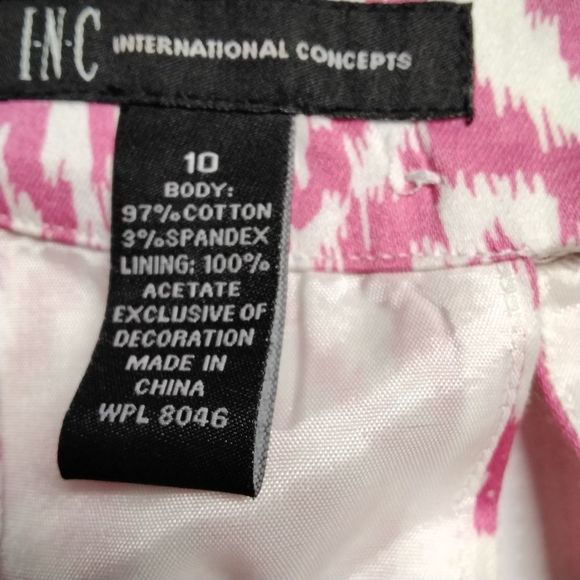 I·N·C INTERNATIONAL CONCEPTS
10
BODY:
97%COTTON
3%SPANDEX
LINING: 100%
ACETATE
EXCLUSIVE OF
DECORATION
MADE IN
CHINA
WPL 8046